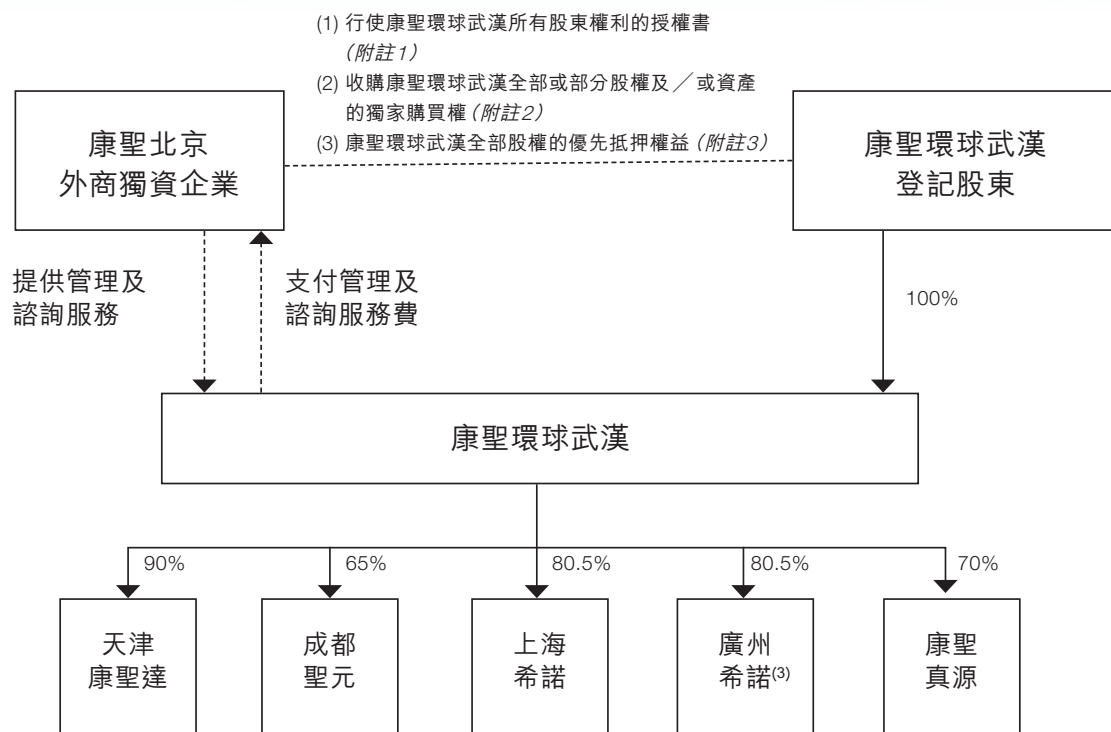 (1) 行使康聖環球武漢所有股東權利的授權書
(附註1)
(2) 收購康聖環球武漢全部或部分股權及／或資產
的獨家購買權(附註2)
(3) 康聖環球武漢全部股權的優先抵押權益(附註3)
康聖北京
外商獨資企業
康聖環球武漢
登記股東
提供管理及
諮詢服務
支付管理及
諮詢服務費
100%
康聖環球武漢
90%
65%
80.5%
80.5%
70%
天津
康聖達
成都
聖元
上海
希諾
廣州
希諾(3)
康聖
真源